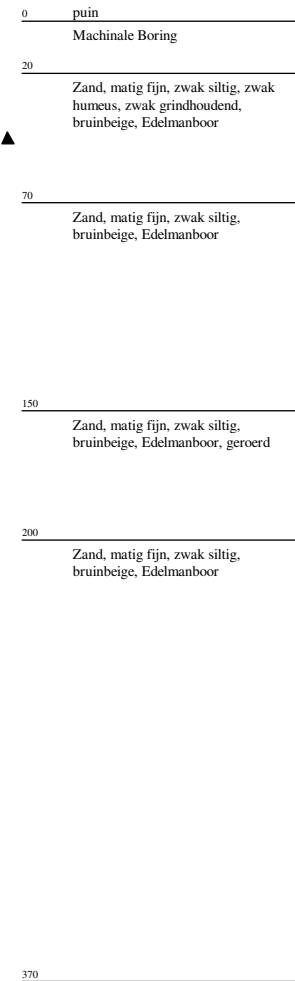 0 puin
Machinale Boring
20
Zand, matig fijn, zwak siltig, zwak
humeus, zwak grindhoudend,
bruinbeige, Edelmanboor
70
Zand, matig fijn, zwak siltig,
bruinbeige, Edelmanboor
150
Zand, matig fijn, zwak siltig,
bruinbeige, Edelmanboor, geroerd
200
Zand, matig fijn, zwak siltig,
bruinbeige, Edelmanboor
370